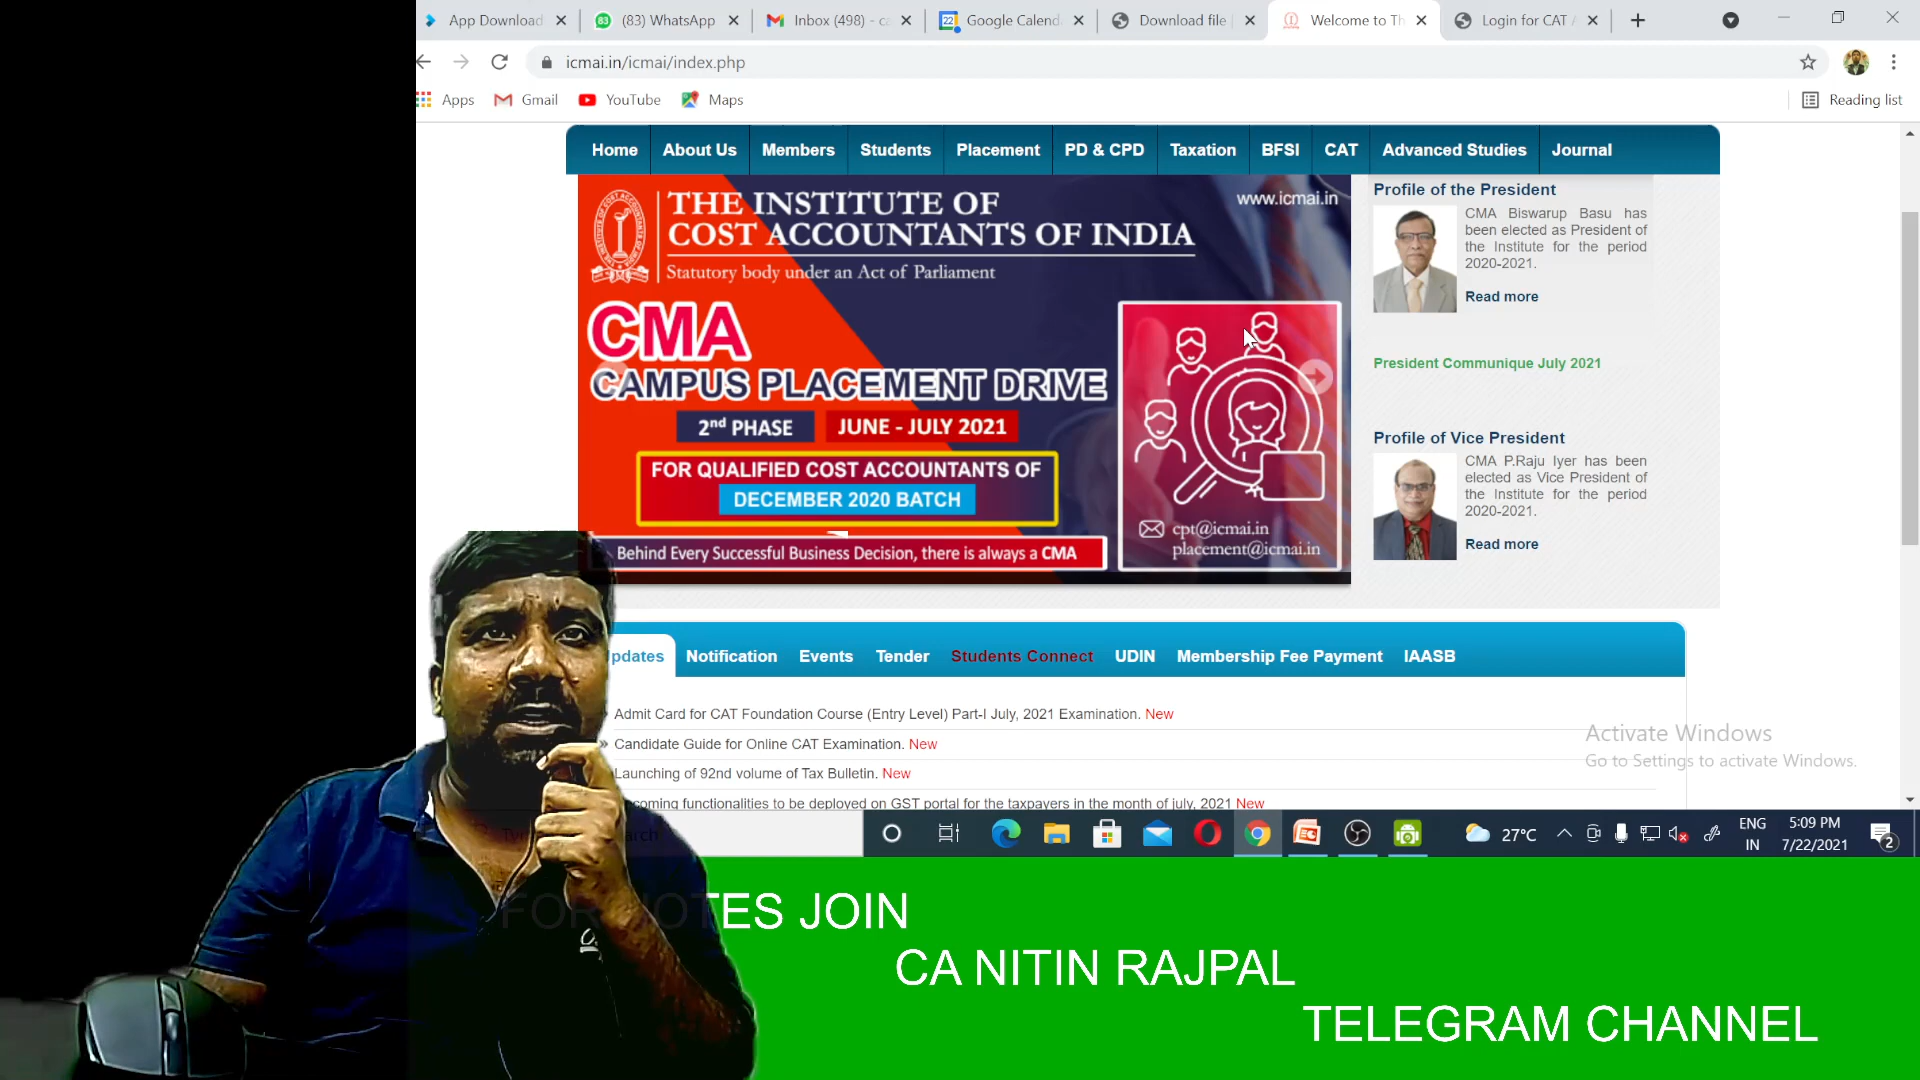 App Download
(83) WhatsApp
Inbox (498) - ca
Google Calend
Download file
Welcome to Th
Login for CAT
icmai.in/icmai/index.php
Apps
Gmail
YouTube
Maps
Reading list
Home
About Us
Members
Students
Placement
PD & CPD
Taxation
BFSI
CAT
Advanced Studies
Journal
THE INSTITUTE OF
COST ACCOUNTANTS OF INDIA
Statutory body under an Act of Parliament
www.icmai.in
CMA
CAMPUS PLACEMENT DRIVE
2nd PHASE
JUNE - JULY 2021
FOR QUALIFIED COST ACCOUNTANTS OF
DECEMBER 2020 BATCH
Behind Every Successful Business Decision, there is always a CMA
cpt@icmai.in
placement@icmai.in
Profile of the President
CMA Biswarup Basu has
been elected as President of
the Institute for the period
2020-2021.
Read more
President Communique July 2021
Profile of Vice President
CMA P.Raju Iyer has been
elected as Vice President of
the Institute for the period
2020-2021.
Read more
pdates
Notification
Events
Tender
Students Connect
UDIN
Membership Fee Payment
IAASB
Admit Card for CAT Foundation Course (Entry Level) Part-I July, 2021 Examination. New
Candidate Guide for Online CAT Examination. New
Launching of 92nd volume of Tax Bulletin. New
coming functionalities to be deployed on GST portal for the taxpayers in the month of july, 2021 New
Activate Windows
Go to Settings to activate Windows.
27°C
ENG
IN
5:09 PM
7/22/2021
2
FOR NOTES JOIN
CA NITIN RAJPAL
TELEGRAM CHANNEL